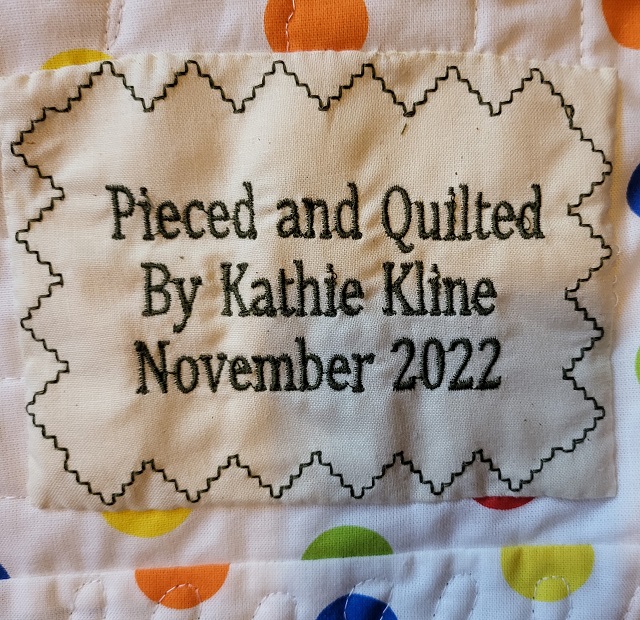 Pieced and Quilted
By Kathie Kline
November 2022